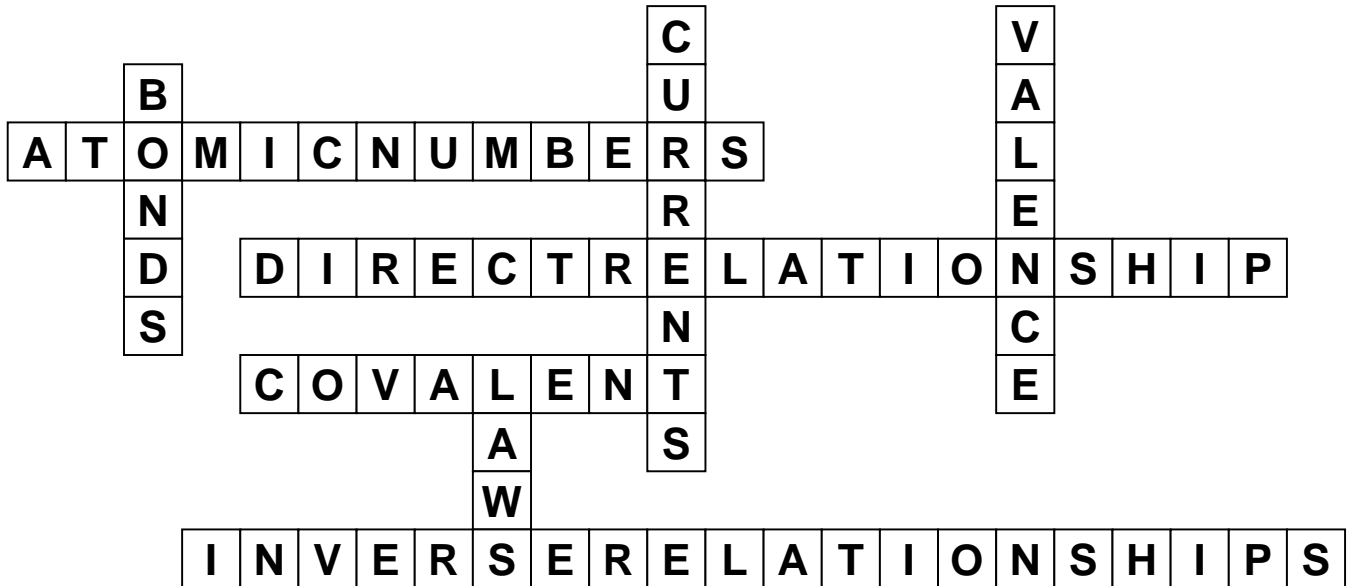 CURRENTS
VALENCE
BONDS
ATOMICNUMBERS
DIRECTRELATIONSHIP
COVALENT
LAWS
INVERSERELATIONSHIPS